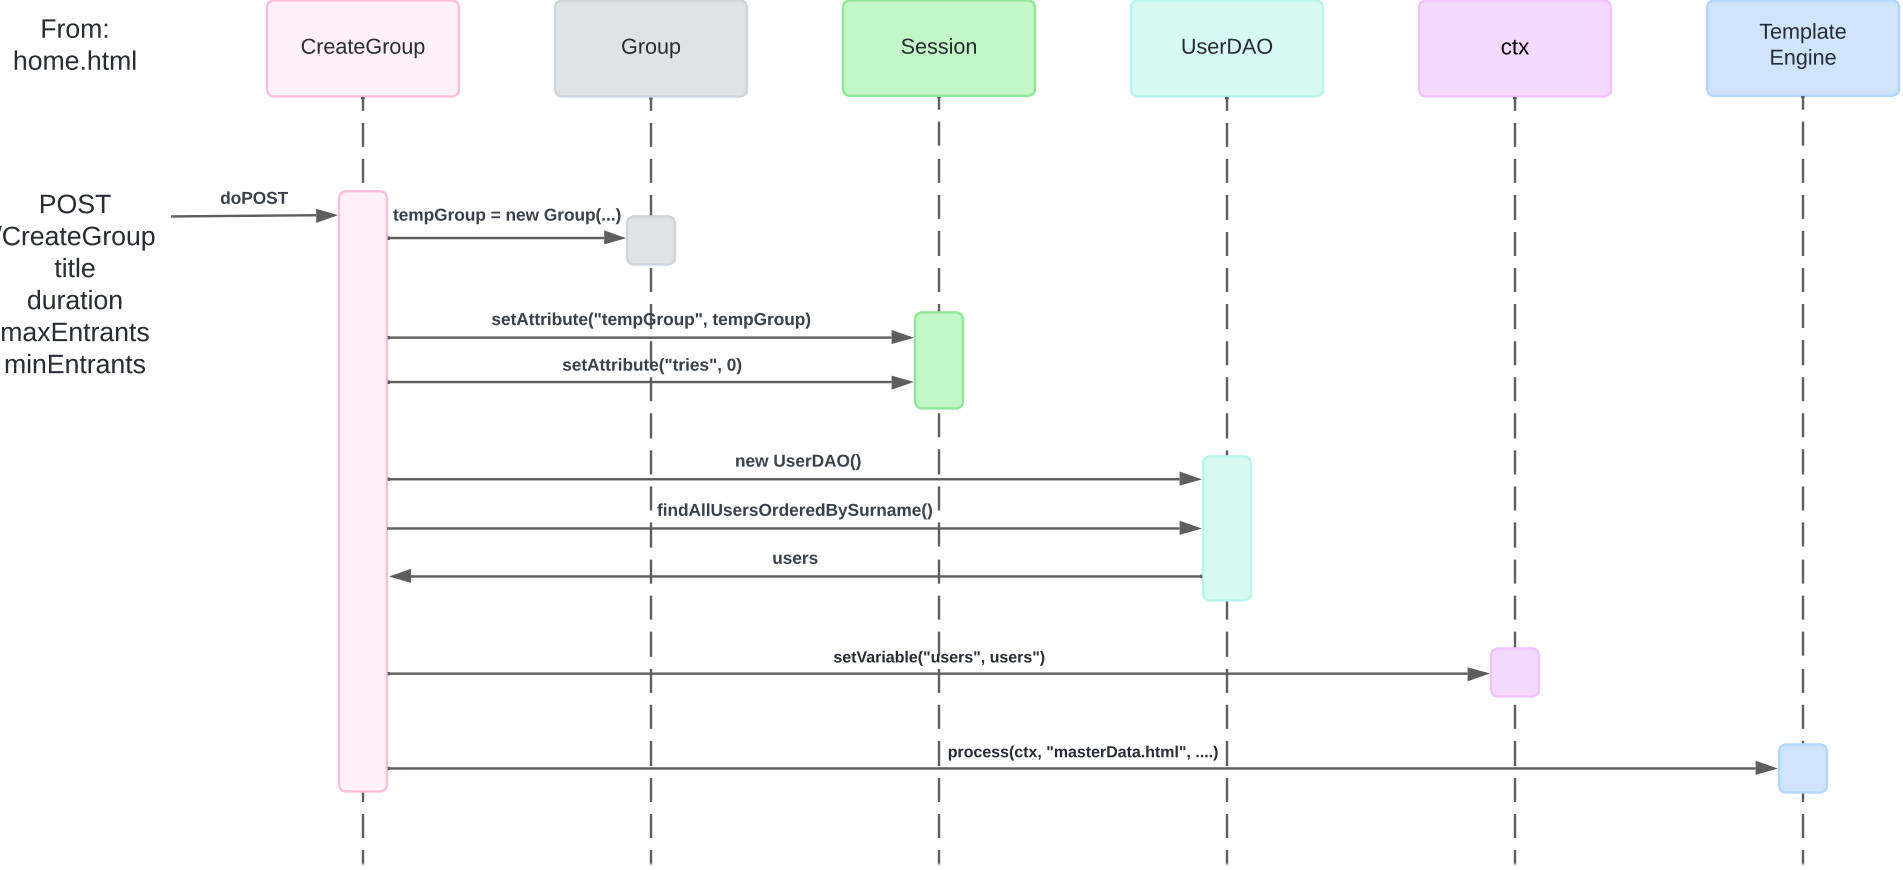 From:
home.html
CreateGroup
Group
Session
UserDAO
ctx
Template
Engine
POST
/CreateGroup
title
duration
maxEntrants
minEntrants
doPOST
tempGroup = new Group(...)
setAttribute("tempGroup", tempGroup)
setAttribute("tries", 0)
new UserDAO()
findAllUsersOrderedBySurname()
users
setVariable("users", users")
process(ctx, "masterData.html", ....)